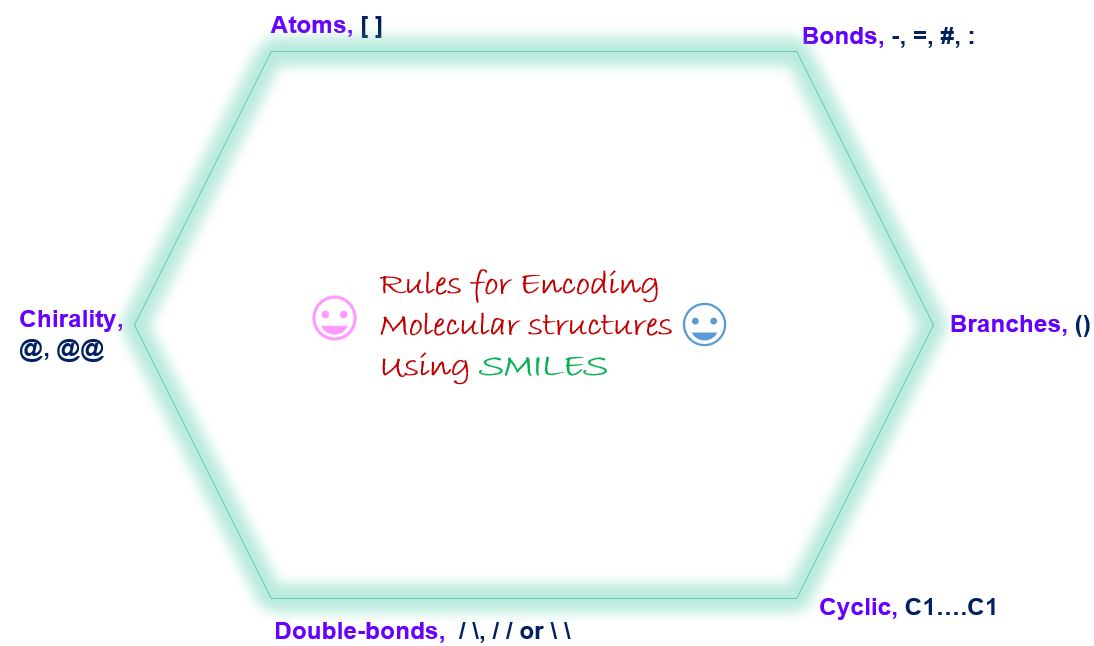 Atoms, [ ]
Bonds, -, =, #, :
Rules for Encoding
Molecular structures
Using SMILES
Chirality,
@, @@
Branches, ()
Cyclic, C1....C1
Double-bonds, / \, / / or \ \